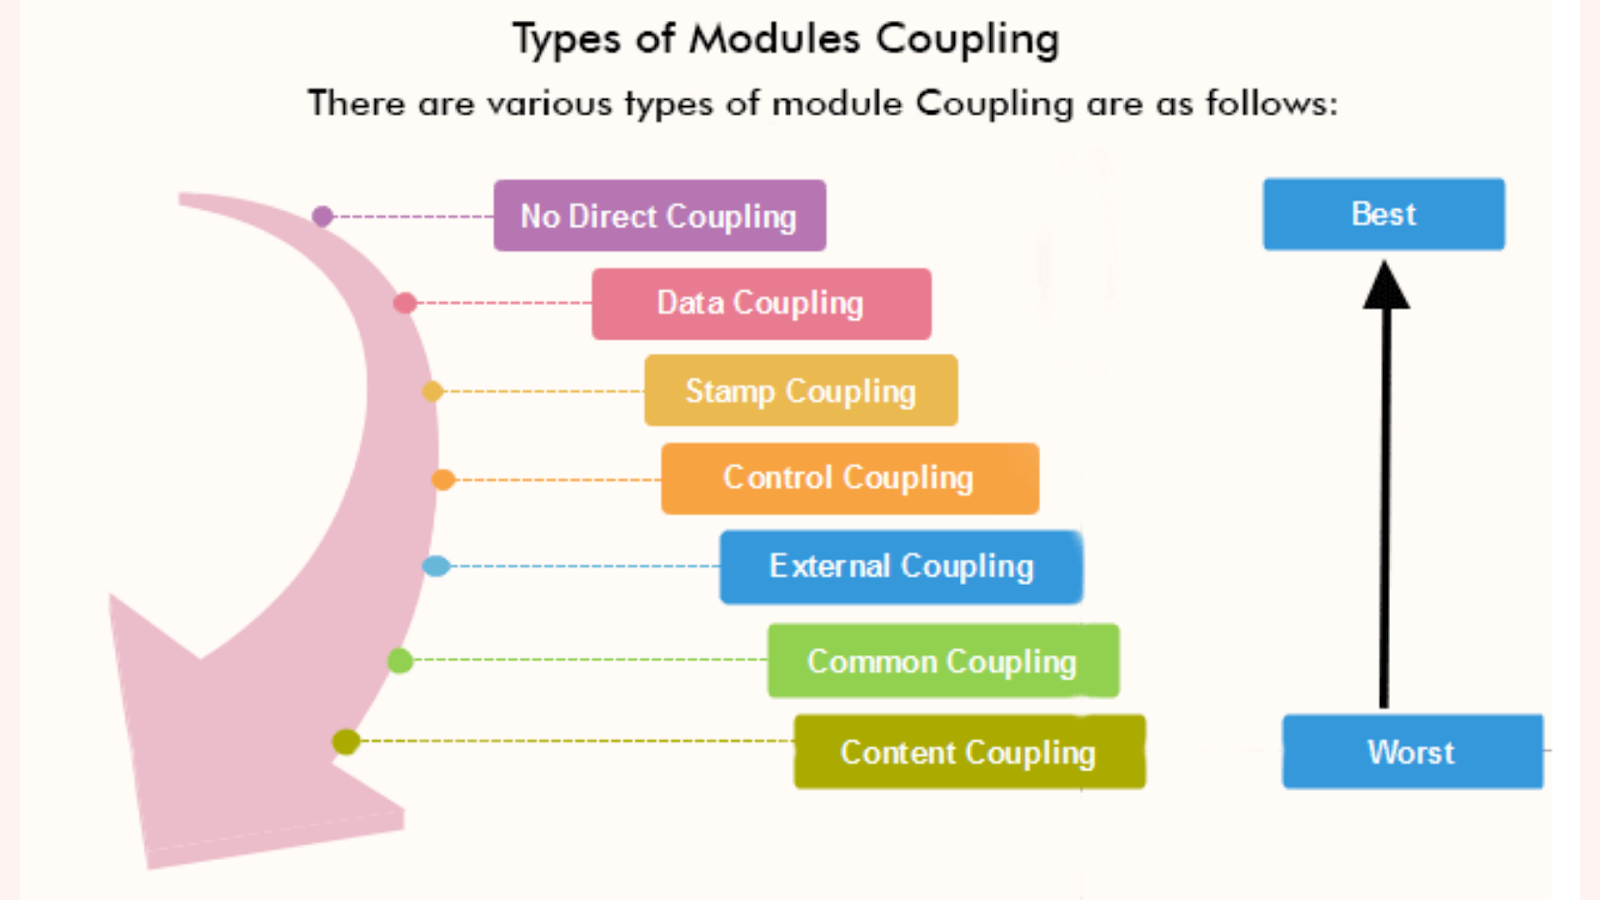 Types of Modules Coupling
There are various types of module Coupling are as follows:
No Direct Coupling
Best
Data Coupling
Stamp Coupling
Control Coupling
External Coupling
Common Coupling
Content Coupling
Worst